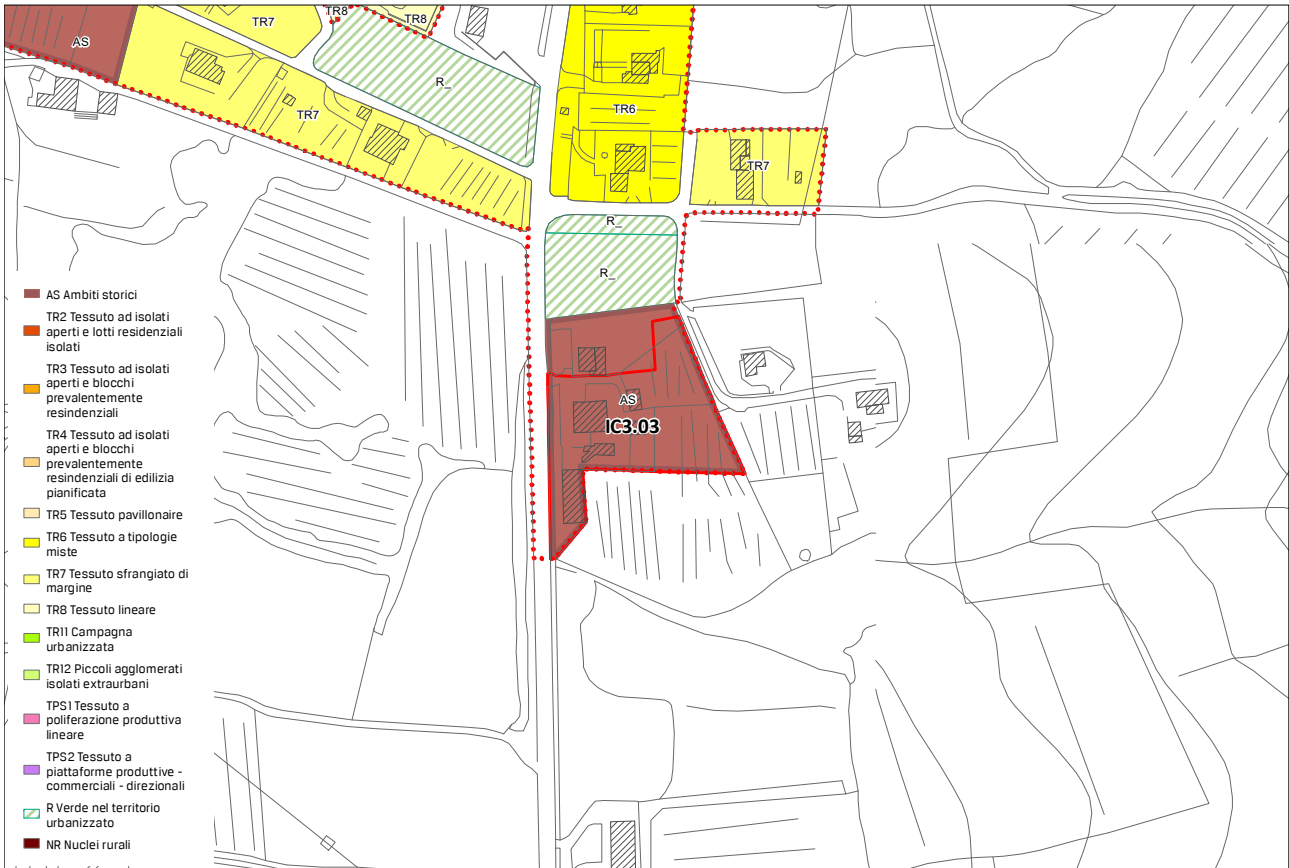 TR8
TR7
TR8
AS
R_
TR7
TR6
TR7
R_
R_
AS
IC3.03
AS Ambiti storici
TR2 Tessuto ad isolati
aperti e lotti residenziali
isolati
TR3 Tessuto ad isolati
aperti e blocchi
prevalentemente
resindenziali
TR4 Tessuto ad isolati
aperti e blocchi
prevalentemente
resindenziali di edilizia
pianificata
TR5 Tessuto pavillonaire
TR6 Tessuto a tipologie
miste
TR7 Tessuto sfrangiato di
margine
TR8 Tessuto lineare
TR11 Campagna
urbanizzata
TR12 Piccoli agglomerati
isolati extraurbani
TPS1 Tessuto a
poliferazione produttiva
lineare
TPS2 Tessuto a
piattaforme produttive -
commerciali - direzionali
R Verde nel territorio
urbanizzato
NR Nuclei rurali